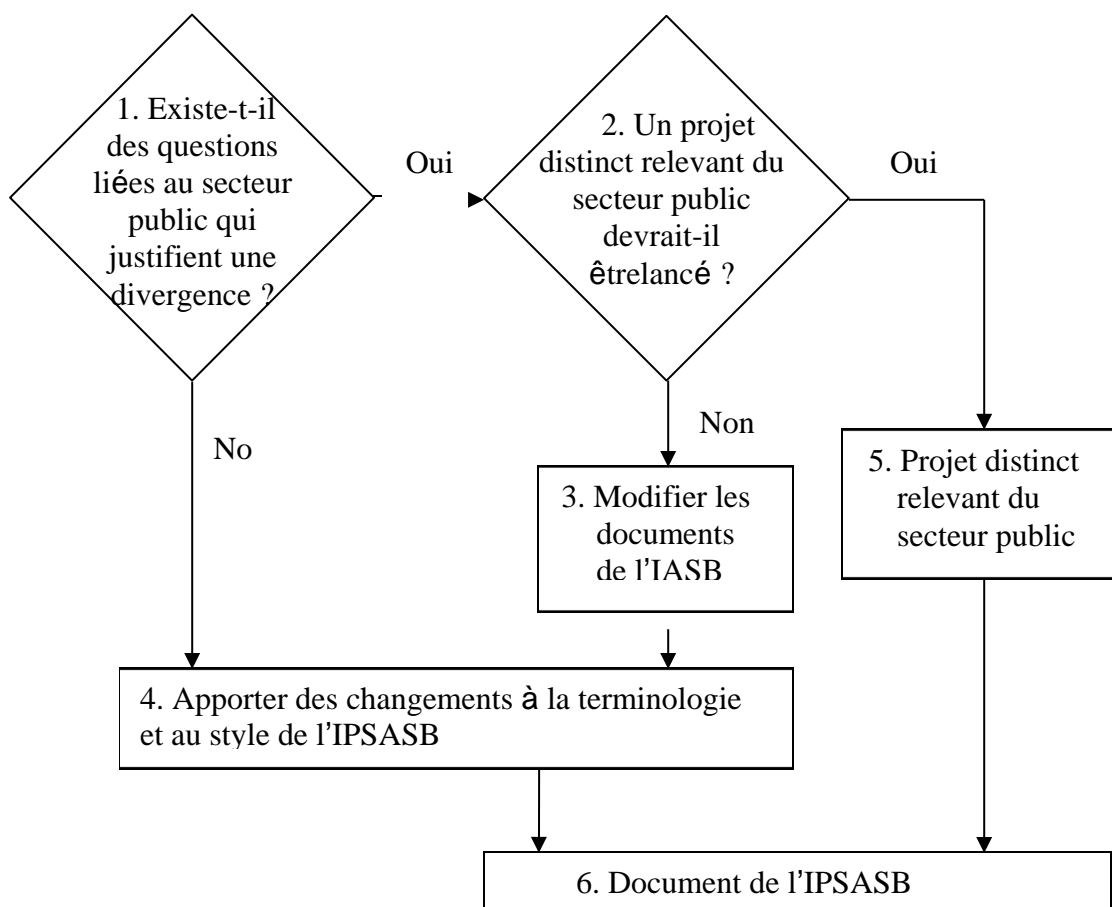 1. Existe-t-il
des questions
liées au secteur
public qui
justifient une
divergence ?
Oui
2. Un projet
distinct relevant du
secteur public
devrait-il
êtrelancé ?
Oui
No
Non
3. Modifier les
documents
de l'IASB
5. Projet distinct
relevant du
secteur public
4. Apporter des changements à la terminologie
et au style de l'IPSASB
6. Document de l'IPSASB